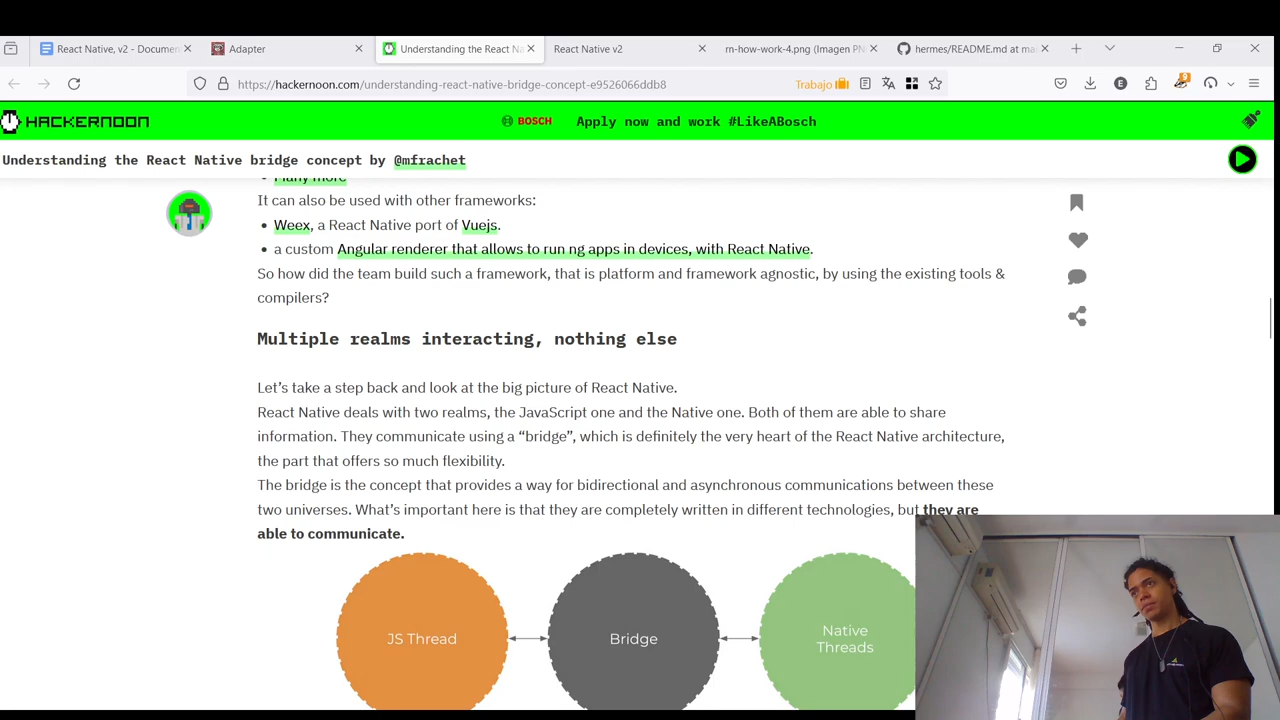 React Native, v2 - Documen
Adapter
Understanding the React Na
React Native v2
rn-how-work-4.png (Imagen PN
hermes/README.md at ma
https://hackernoon.com/understanding-react-native-bridge-concept-e9526066ddb8
Trabajo
E
9
HACKERNOON
BOSCH
Apply now and work #LikeABosch
Understanding the React Native bridge concept by @mfrachet
• Many more
It can also be used with other frameworks:
• Weex, a React Native port of Vuejs.
• a custom Angular renderer that allows to run ng apps in devices, with React Native.
So how did the team build such a framework, that is platform and framework agnostic, by using the existing tools &
compilers?
Multiple realms interacting, nothing else
Let’s take a step back and look at the big picture of React Native.
React Native deals with two realms, the JavaScript one and the Native one. Both of them are able to share
information. They communicate using a “bridge”, which is definitely the very heart of the React Native architecture,
the part that offers so much flexibility.
The bridge is the concept that provides a way for bidirectional and asynchronous communications between these
two universes. What’s important here is that they are completely written in different technologies, but they are
able to communicate.
JS Thread
Bridge
Native
Threads